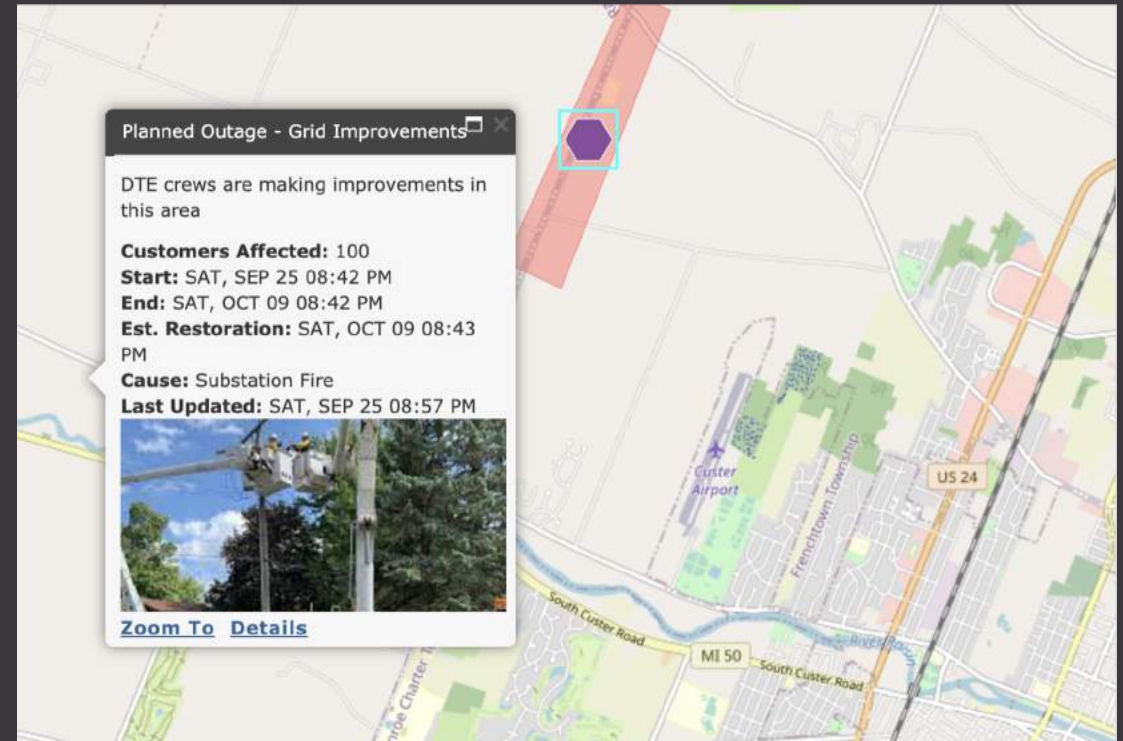 Planned Outage - Grid Improvements
DTE crews are making improvements in
this area
Customers Affected: 100
Start: SAT, SEP 25 08:42 PM
End: SAT, OCT 09 08:42 PM
Est. Restoration: SAT, OCT 09 08:43
PM
Cause: Substation Fire
Last Updated: SAT, SEP 25 08:57 PM
Zoom To Details
Custer
Airport
Frenchtown Township
US 24
South Custer Road
River Raisin
MI 50
South Custer Road
nroe Charter T